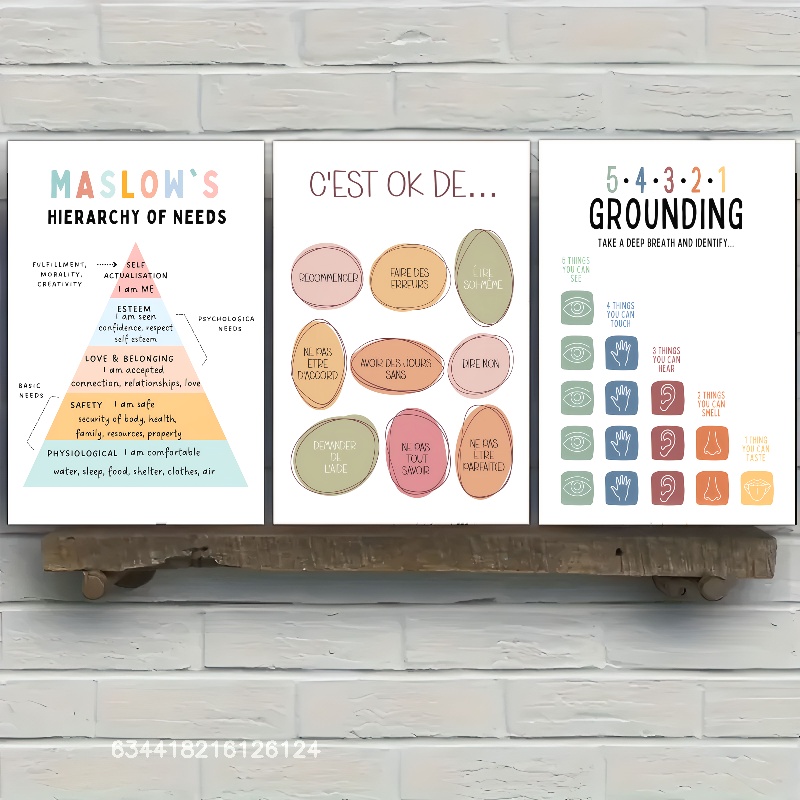 MASLOW`S
HIERARCHY OF NEEDS
FULFILLMENT,
MORALITY,
CREATIVITY
SELF
ACTUALISATION
I am ME
ESTEEM
I am seen
confidence, respect
self esteem
PSYCHOLOGICA
NEEDS
LOVE & BELONGING
I am accepted
connection, relationships, love
BASIC
NEEDS
SAFETY I am safe
security of body, health,
family, resources, property
PHYSIOLOGICAL I am comfortable
water, sleep, food, shelter, clothes, air
C'EST OK DE...
RECOMMENCER
FAIRE DES
ERREURS
ÊTRE
SOI MÊME
NE PAS
ETRE
D'ACCORD
AVOIR DES JOURS
SANS
DIRE NON
DEMANDER
DE
L'AIDE
NE PAS
TOUT
SAVOIR
NE PAS
ETRE
PARFAIT(E)
5·4·3·2·1
GROUNDING
TAKE A DEEP BREATH AND IDENTIFY...
5 THINGS
YOU CAN
SEE
4 THINGS
YOU CAN
TOUCH
3 THINGS
YOU CAN
HEAR
2 THINGS
YOU CAN
SMELL
1 THING
YOU CAN
TASTE
634418216126124